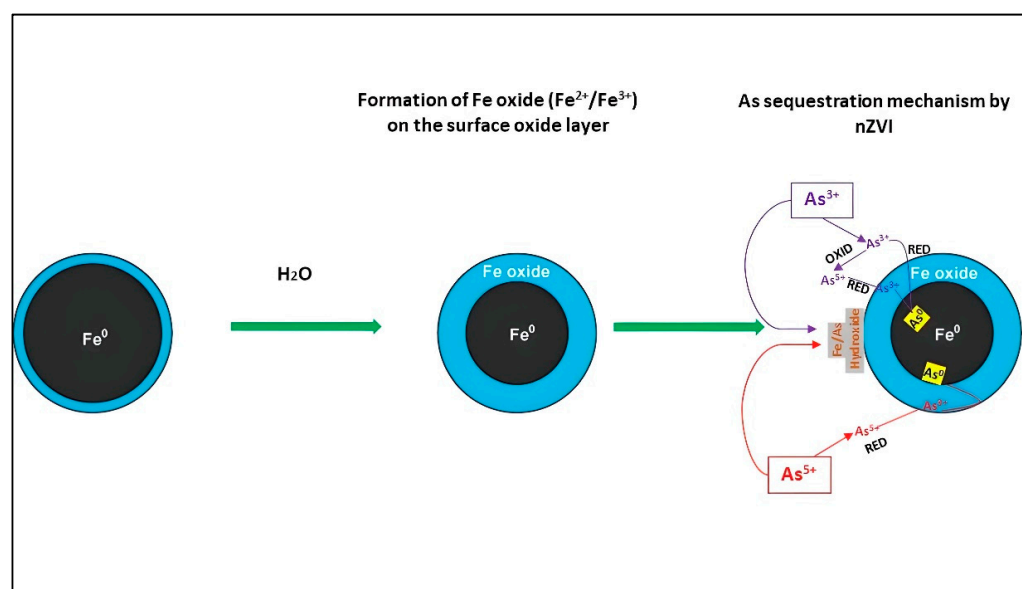 Formation of Fe oxide (Fe²⁺/Fe³⁺)
on the surface oxide layer
As sequestration mechanism by
nZVI
Fe⁰
H₂O
Fe oxide
Fe⁰
As³⁺
As³⁺
OXID
RED
As⁵⁺
RED
As³⁺
Fe oxide
As⁰
Fe⁰
Fe/As
Hydroxide
As⁰
As³⁺
As⁵⁺
RED
As⁵⁺